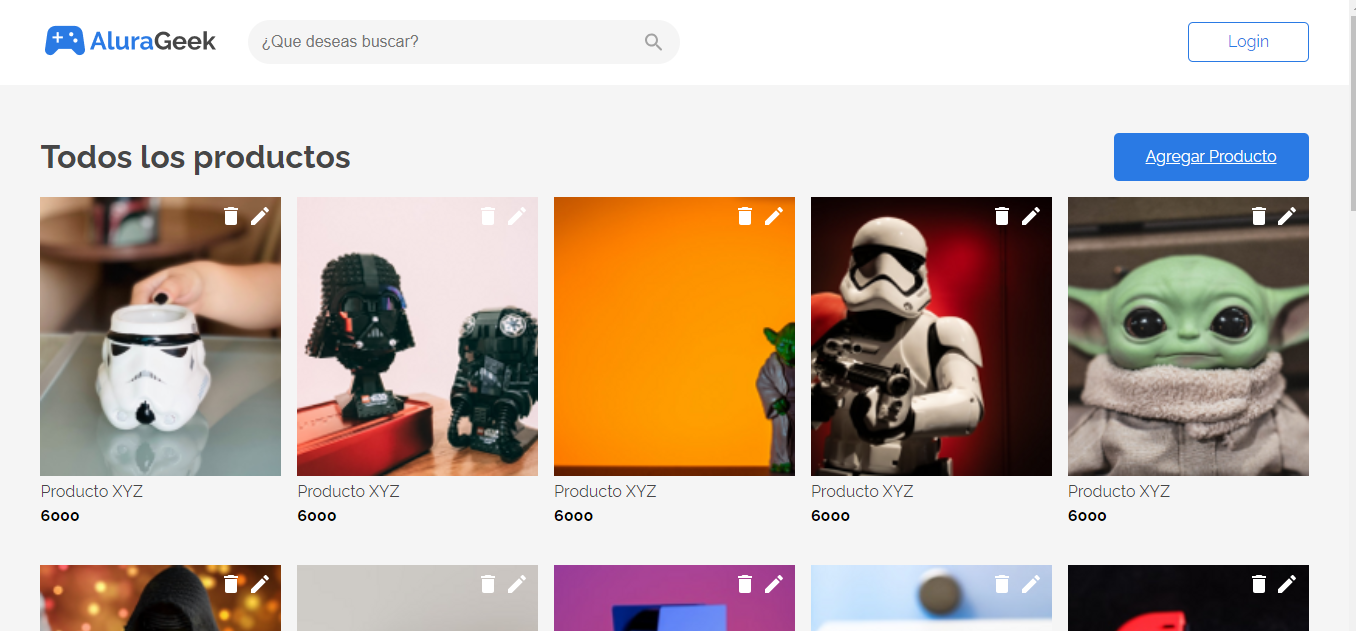 AluraGeek
¿Que deseas buscar?
Login
Todos los productos
Agregar Producto
Producto XYZ
6000
Producto XYZ
6000
Producto XYZ
6000
Producto XYZ
6000
Producto XYZ
6000